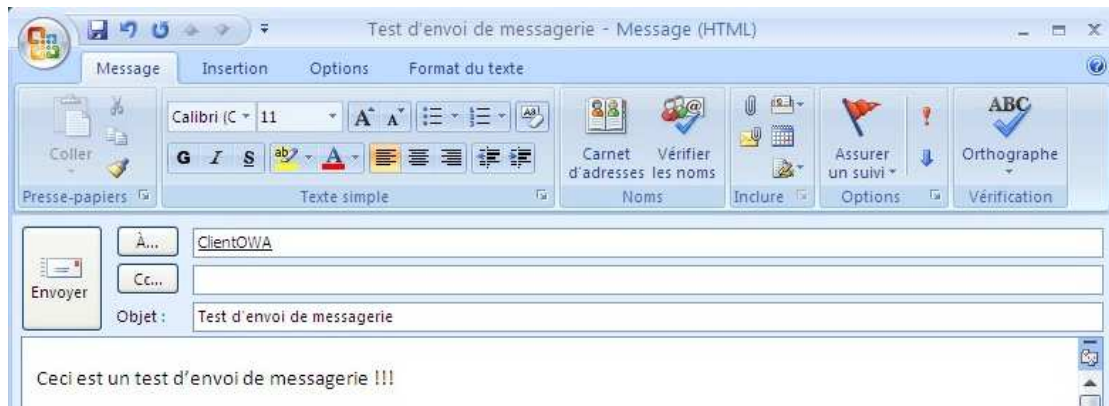 Test d'envoi de messagerie - Message (HTML)
Message Insertion Options Format du texte
Coller
Calibri (C 11
A A
G I S ab A
Carnet d'adresses
Vérifier les noms
Assurer un suivi
ABC
Orthographe
Presse-papiers Texte simple Noms Inclure Options Vérification
Envoyer
À... ClientOWA
Cc...
Objet : Test d'envoi de messagerie
Ceci est un test d'envoi de messagerie !!!